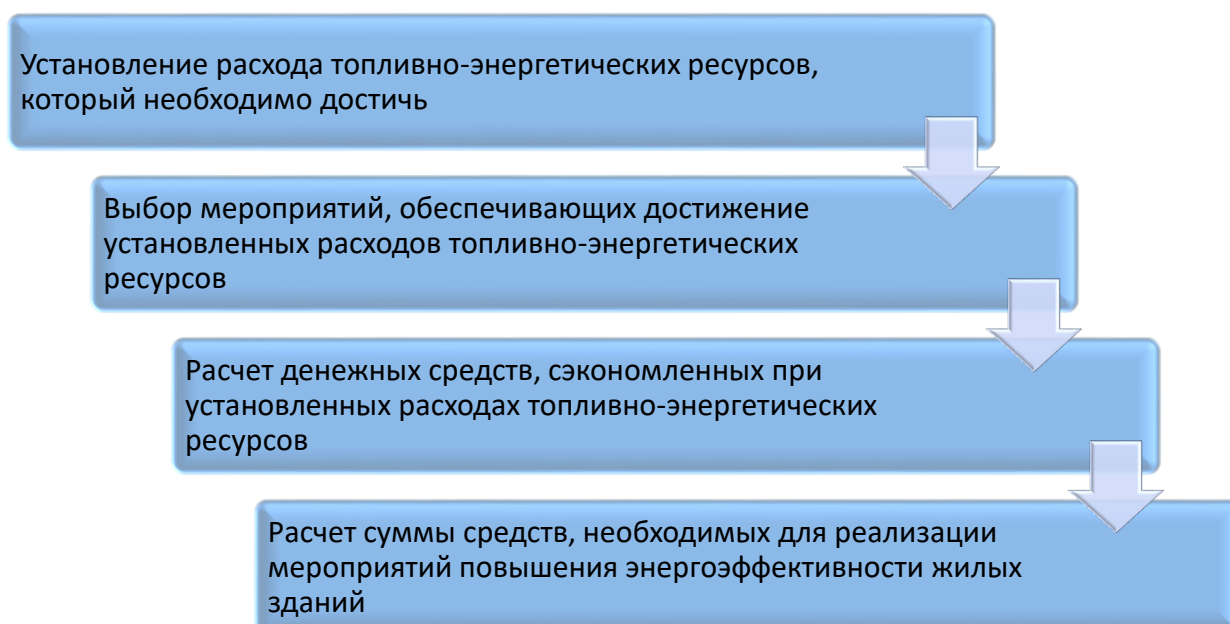 Установление расхода топливно-энергетических ресурсов,
который необходимо достичь
Выбор мероприятий, обеспечивающих достижение
установленных расходов топливно-энергетических
ресурсов
Расчет денежных средств, сэкономленных при
установленных расходах топливно-энергетических
ресурсов
Расчет суммы средств, необходимых для реализации
мероприятий повышения энергоэффективности жилых
зданий